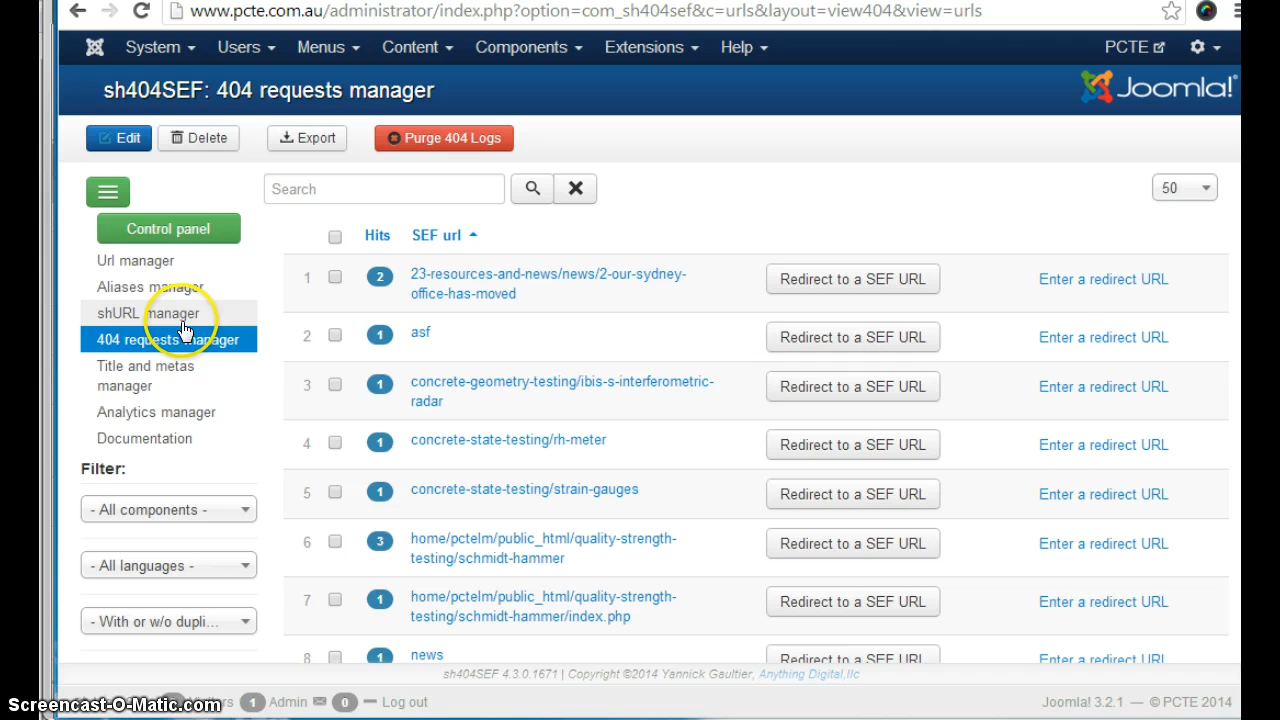 www.pcte.com.au/administrator/index.php?option=com_sh404sef&c=urls&layout=view404&view=urls
System Users Menus Content Components Extensions Help PCTE
sh404SEF: 404 requests manager
Joomla!®
Edit Delete Export Purge 404 Logs
Search
50
Control panel
Url manager
Aliases manager
shURL manager
404 requests manager
Title and metas
manager
Analytics manager
Documentation
Filter:
- All components -
- All languages -
- With or w/o dupli...
Hits SEF url
1 2 23-resources-and-news/news/2-our-sydney-
office-has-moved
Redirect to a SEF URL Enter a redirect URL
2 1 asf Redirect to a SEF URL Enter a redirect URL
3 1 concrete-geometry-testing/ibis-s-interferometric-
radar
Redirect to a SEF URL Enter a redirect URL
4 1 concrete-state-testing/rh-meter Redirect to a SEF URL Enter a redirect URL
5 1 concrete-state-testing/strain-gauges Redirect to a SEF URL Enter a redirect URL
6 3 home/pctelm/public_html/quality-strength-
testing/schmidt-hammer
Redirect to a SEF URL Enter a redirect URL
7 1 home/pctelm/public_html/quality-strength-
testing/schmidt-hammer/index.php
Redirect to a SEF URL Enter a redirect URL
8 1 news Redirect to a SEF URL Enter a redirect URL
sh404SEF 4.3.0.1671 | Copyright ©2014 Yannick Gaultier, Anything Digital,llc
1 Admin 0 Log out
Joomla! 3.2.1 — © PCTE 2014
Screencast-O-Matic.com